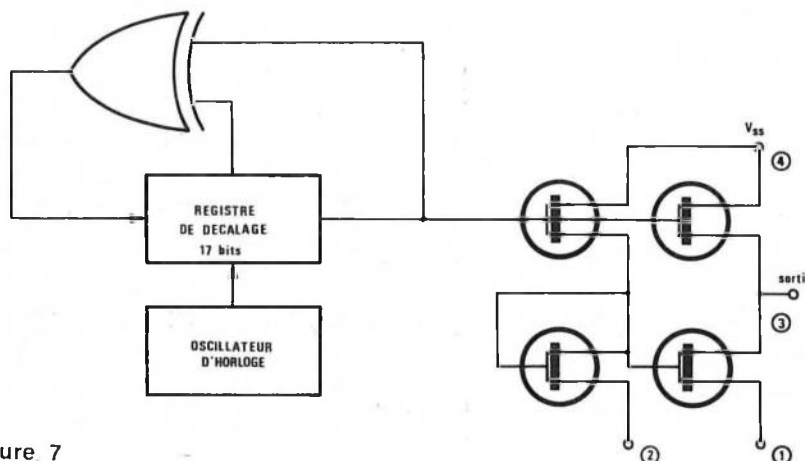 Vss
④
REGISTRE
DE DECALAGE
17 bits
sorti
③
OSCILLATEUR
D'HORLOGE
②
①
ure 7